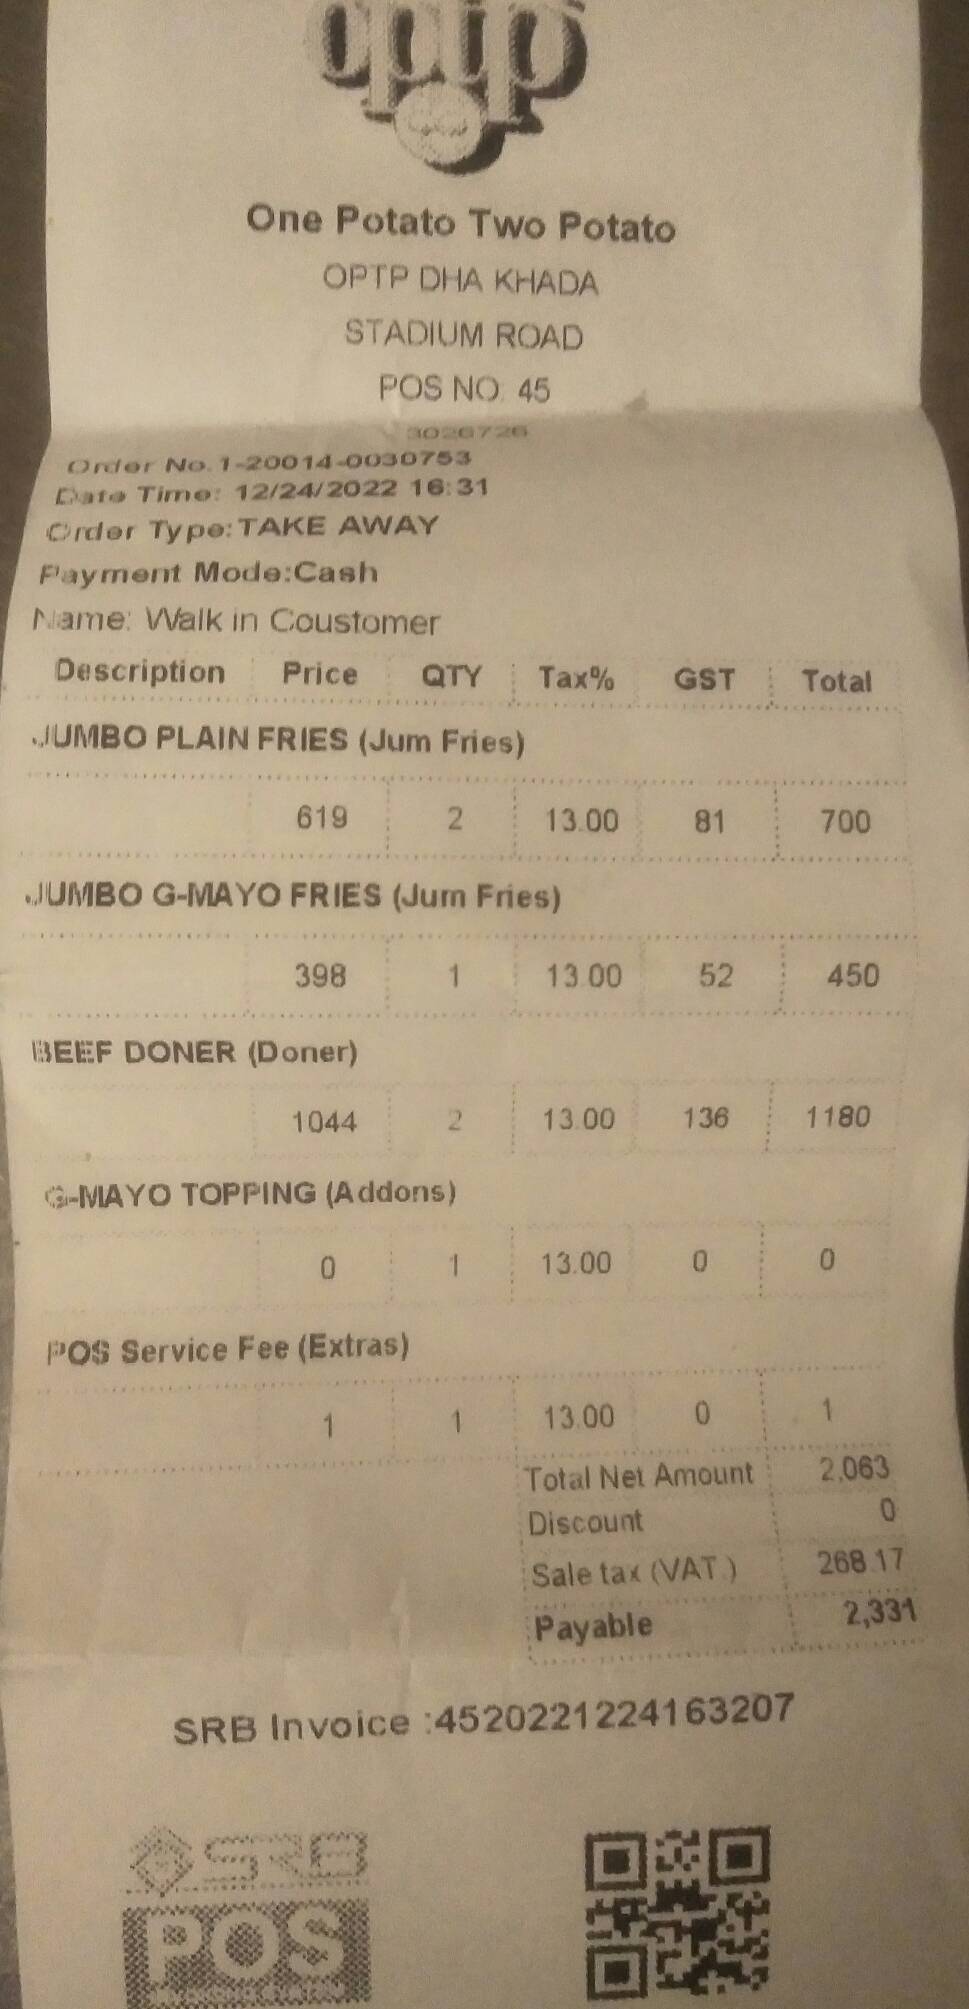 optp
One Potato Two Potato
OPTP DHA KHADA
STADIUM ROAD
POS NO. 45
3026726
Order No.1-20014-0030753
Date Time: 12/24/2022 16:31
Order Type:TAKE AWAY
Payment Mode:Cash
Name: Walk in Coustomer
Description Price QTY Tax% GST Total
JUMBO PLAIN FRIES (Jum Fries)
619 2 13.00 81 700
JUMBO G-MAYO FRIES (Jum Fries)
398 1 13.00 52 450
BEEF DONER (Doner)
1044 2 13.00 136 1180
G-MAYO TOPPING (Addons)
0 1 13.00 0 0
POS Service Fee (Extras)
1 1 13.00 0 1
Total Net Amount 2,063
Discount 0
Sale tax (VAT.) 268.17
Payable 2,331
SRB Invoice :4520221224163207
SRB
POS